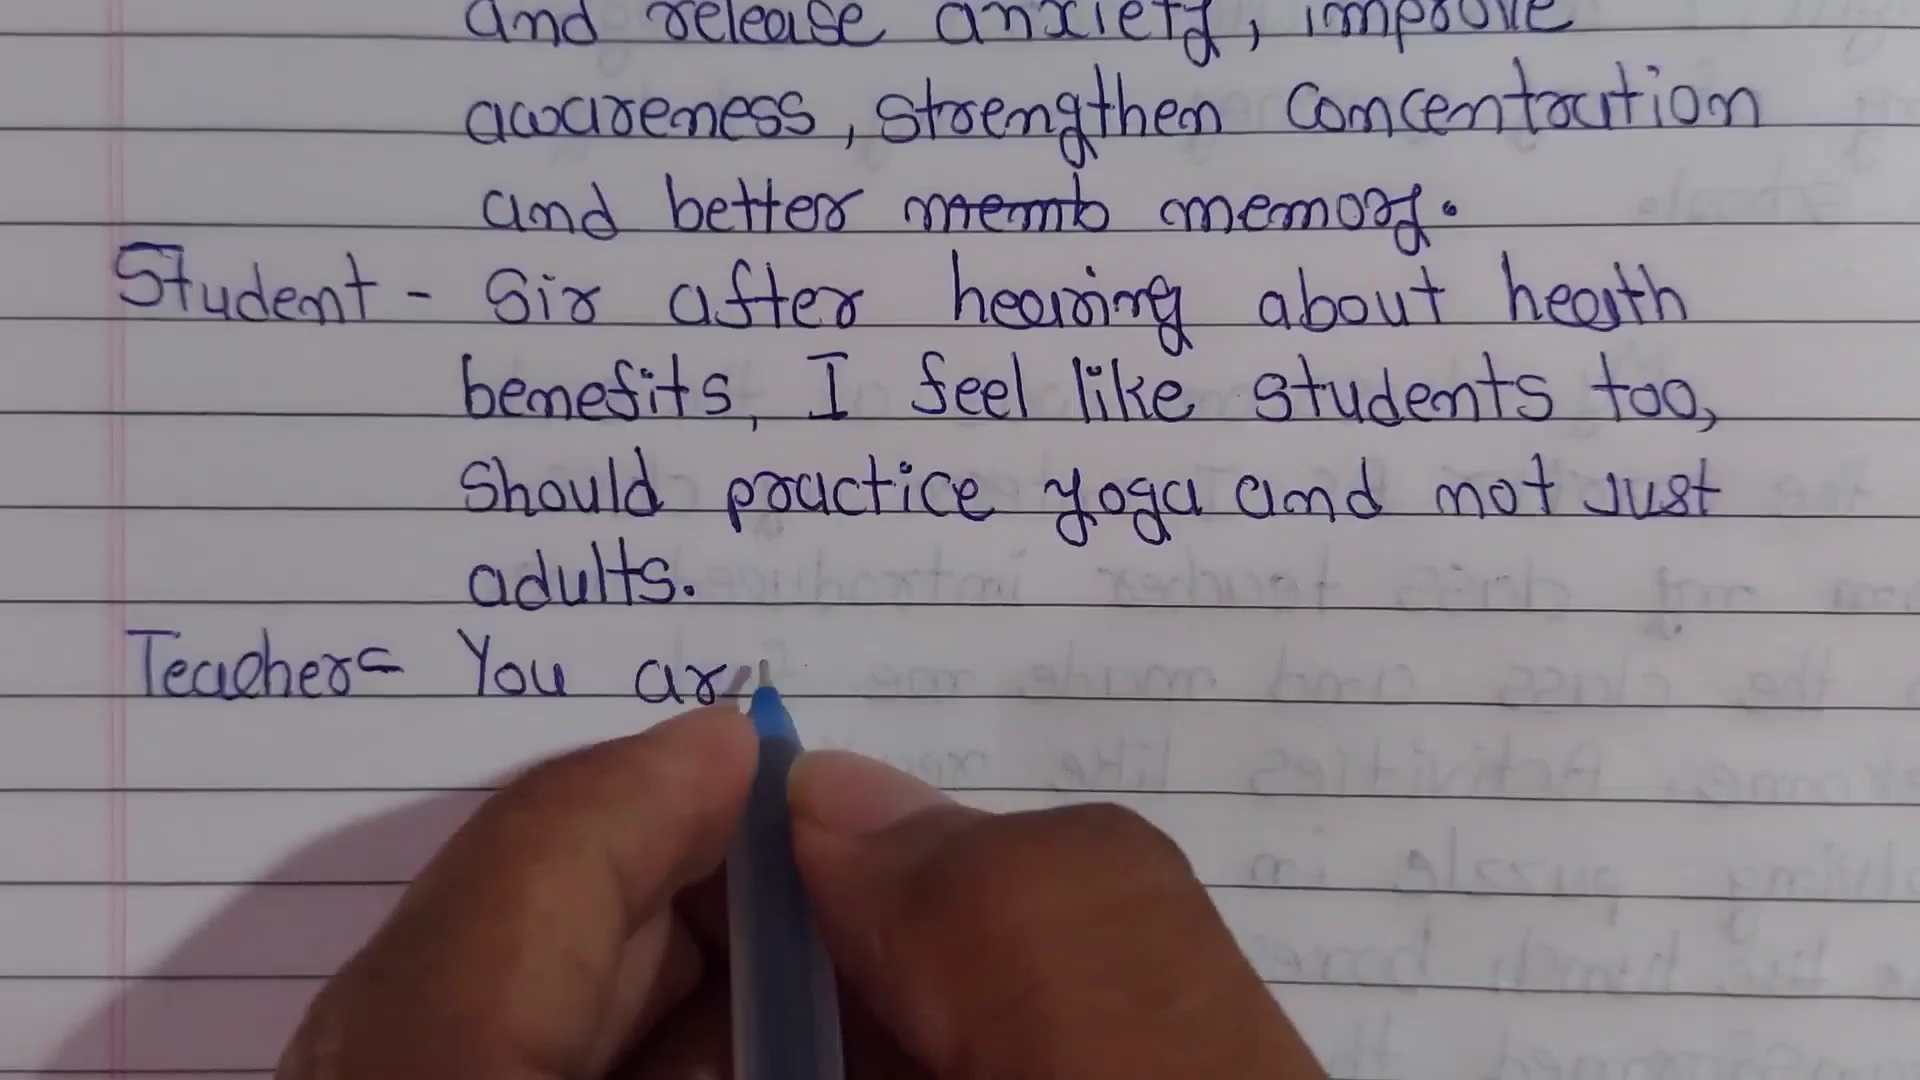 and release anxiety, improve
awareness, strengthen concentration
and better memb memory.
Student - Sir after hearing about heath
benefits, I feel like students too,
should practice yoga and not just
adults.
Teacher= You ar